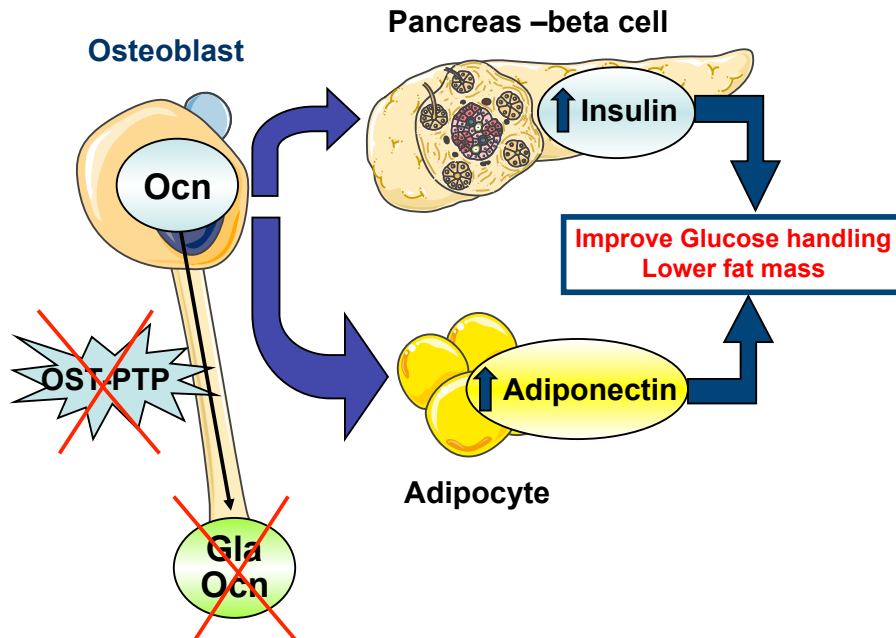 Pancreas –beta cell
Osteoblast
Insulin
Ocn
Improve Glucose handling
Lower fat mass
OST-PTP
Adiponectin
Adipocyte
Gla
Ocn